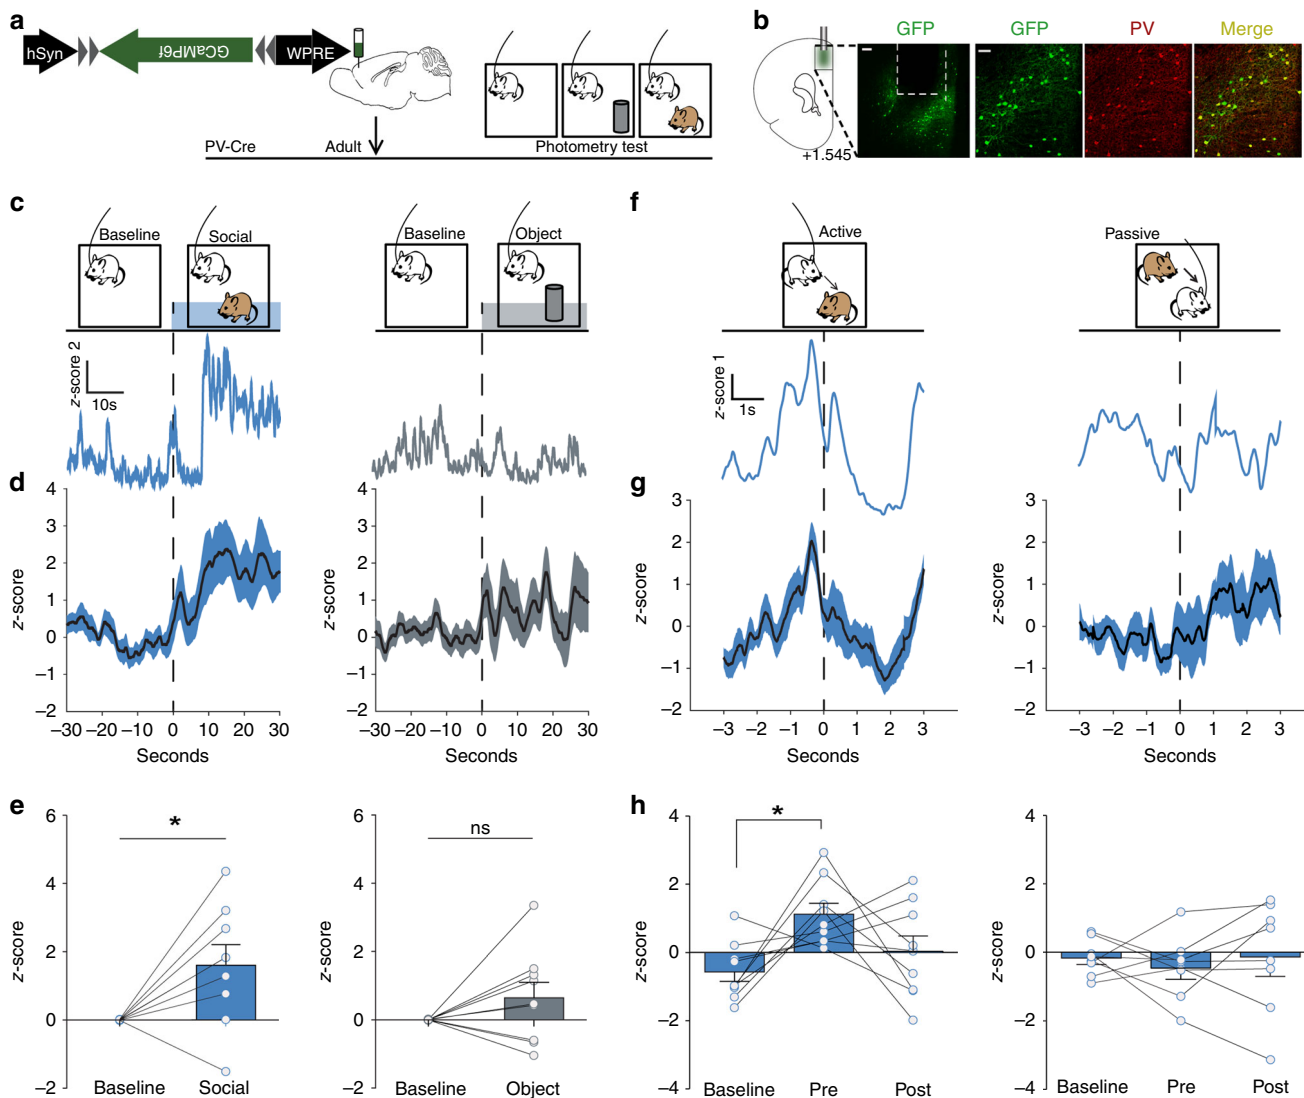 a
hSyn GCaMP6f WPRE
PV-Cre Adult Photometry test
b
GFP GFP PV Merge
+1.545
c
Baseline Social Baseline Object
z-score 2
10s
d
z-score
4
3
2
1
0
−1
−2
−30 −20 −10 0 10 20 30
Seconds
z-score
4
3
2
1
0
−1
−2
−30 −20 −10 0 10 20 30
Seconds
e
z-score
6
4
2
0
−2
*
Baseline Social
z-score
6
4
2
0
−2
ns
Baseline Object
f
Active Passive
z-score 1
1s
g
z-score
3
2
1
0
−1
−2
−3 −2 −1 0 1 2 3
Seconds
z-score
3
2
1
0
−1
−2
−3 −2 −1 0 1 2 3
Seconds
h
z-score
4
2
0
−2
−4
*
Baseline Pre Post
z-score
4
2
0
−2
−4
Baseline Pre Post